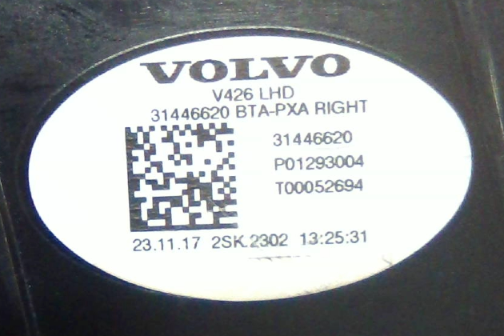 VOLVO
V426 LHD
31446620 BTA-PXA RIGHT
31446620
P01293004
T00052694
23.11.17 2SK.2302 13:25:31